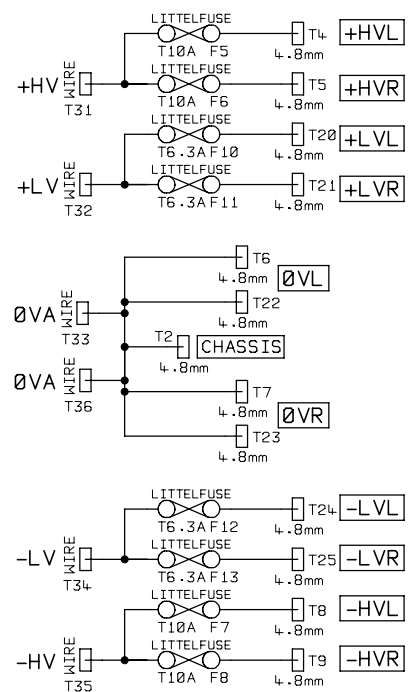 LITTELFUSE
T10A F5 T4 +HVL
4.8mm
LITTELFUSE
+HV WIRE T31 T10A F6 T5 +HVR
4.8mm
LITTELFUSE
T6.3A F10 T20 +LVL
4.8mm
LITTELFUSE
+LV WIRE T32 T6.3A F11 T21 +LVR
4.8mm
T6
4.8mm 0VL
T22
4.8mm
0VA WIRE T33
T2 CHASSIS
4.8mm
0VA WIRE T36
T7
4.8mm 0VR
T23
4.8mm
LITTELFUSE
T6.3A F12 T24 -LVL
4.8mm
LITTELFUSE
-LV WIRE T34 T6.3A F13 T25 -LVR
4.8mm
LITTELFUSE
T10A F7 T8 -HVL
4.8mm
LITTELFUSE
-HV WIRE T35 T10A F8 T9 -HVR
4.8mm